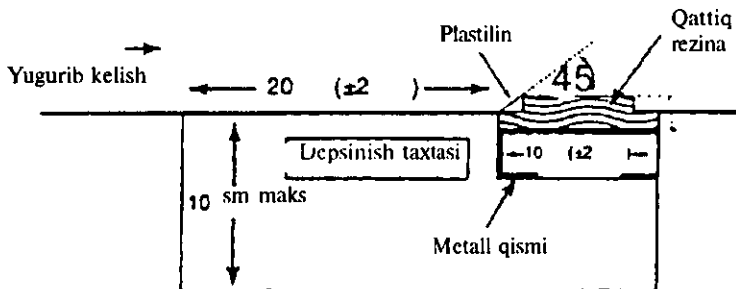 Plastilin
Qattiq
rezina
Yugurib kelish
20 (±2 )
45
Depsinish taxtasi
10 (±2
10 sm maks
Metall qismi